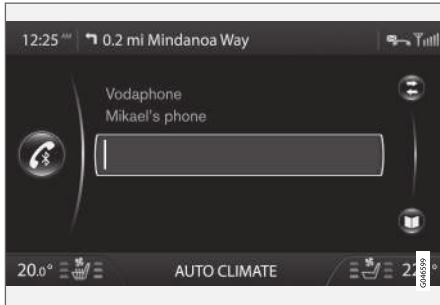 12:25 AM 0.2 mi Mindanoa Way
Vodaphone
Mikael's phone
20.0° AUTO CLIMATE
G046599